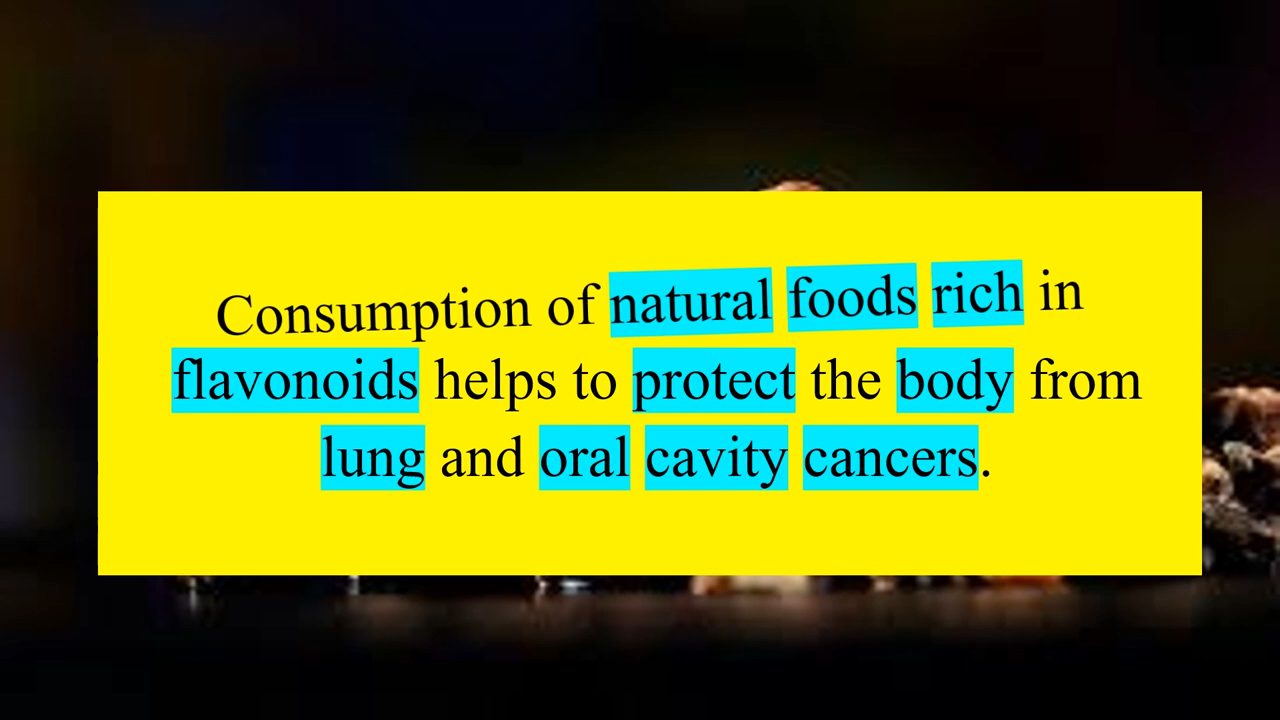 Consumption of natural foods rich in
flavonoids helps to protect the body from
lung and oral cavity cancers.